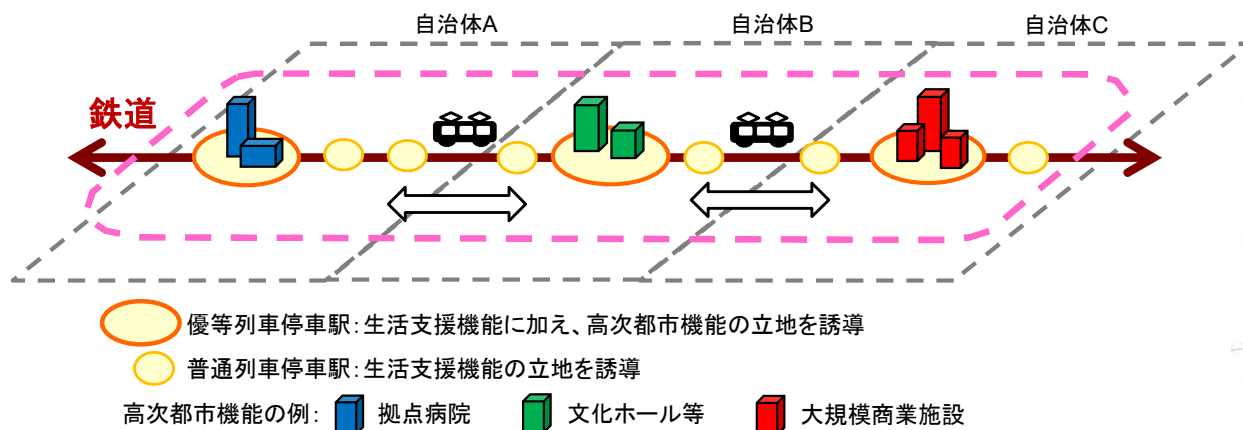 自治体A 自治体B 自治体C
鉄道
優等列車停車駅:生活支援機能に加え、高次都市機能の立地を誘導
普通列車停車駅:生活支援機能の立地を誘導
高次都市機能の例: 拠点病院 文化ホール等 大規模商業施設